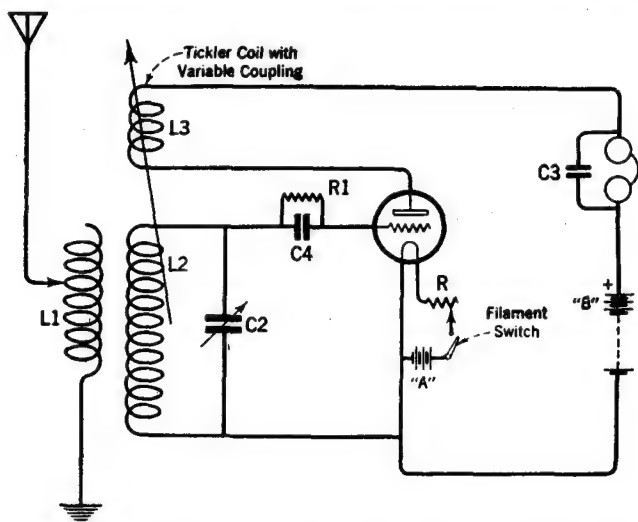 Tickler Coil with
Variable Coupling
L3
R1
C3
C4
L2
R
L1
C2
Filament
Switch
"A"
+
"B"